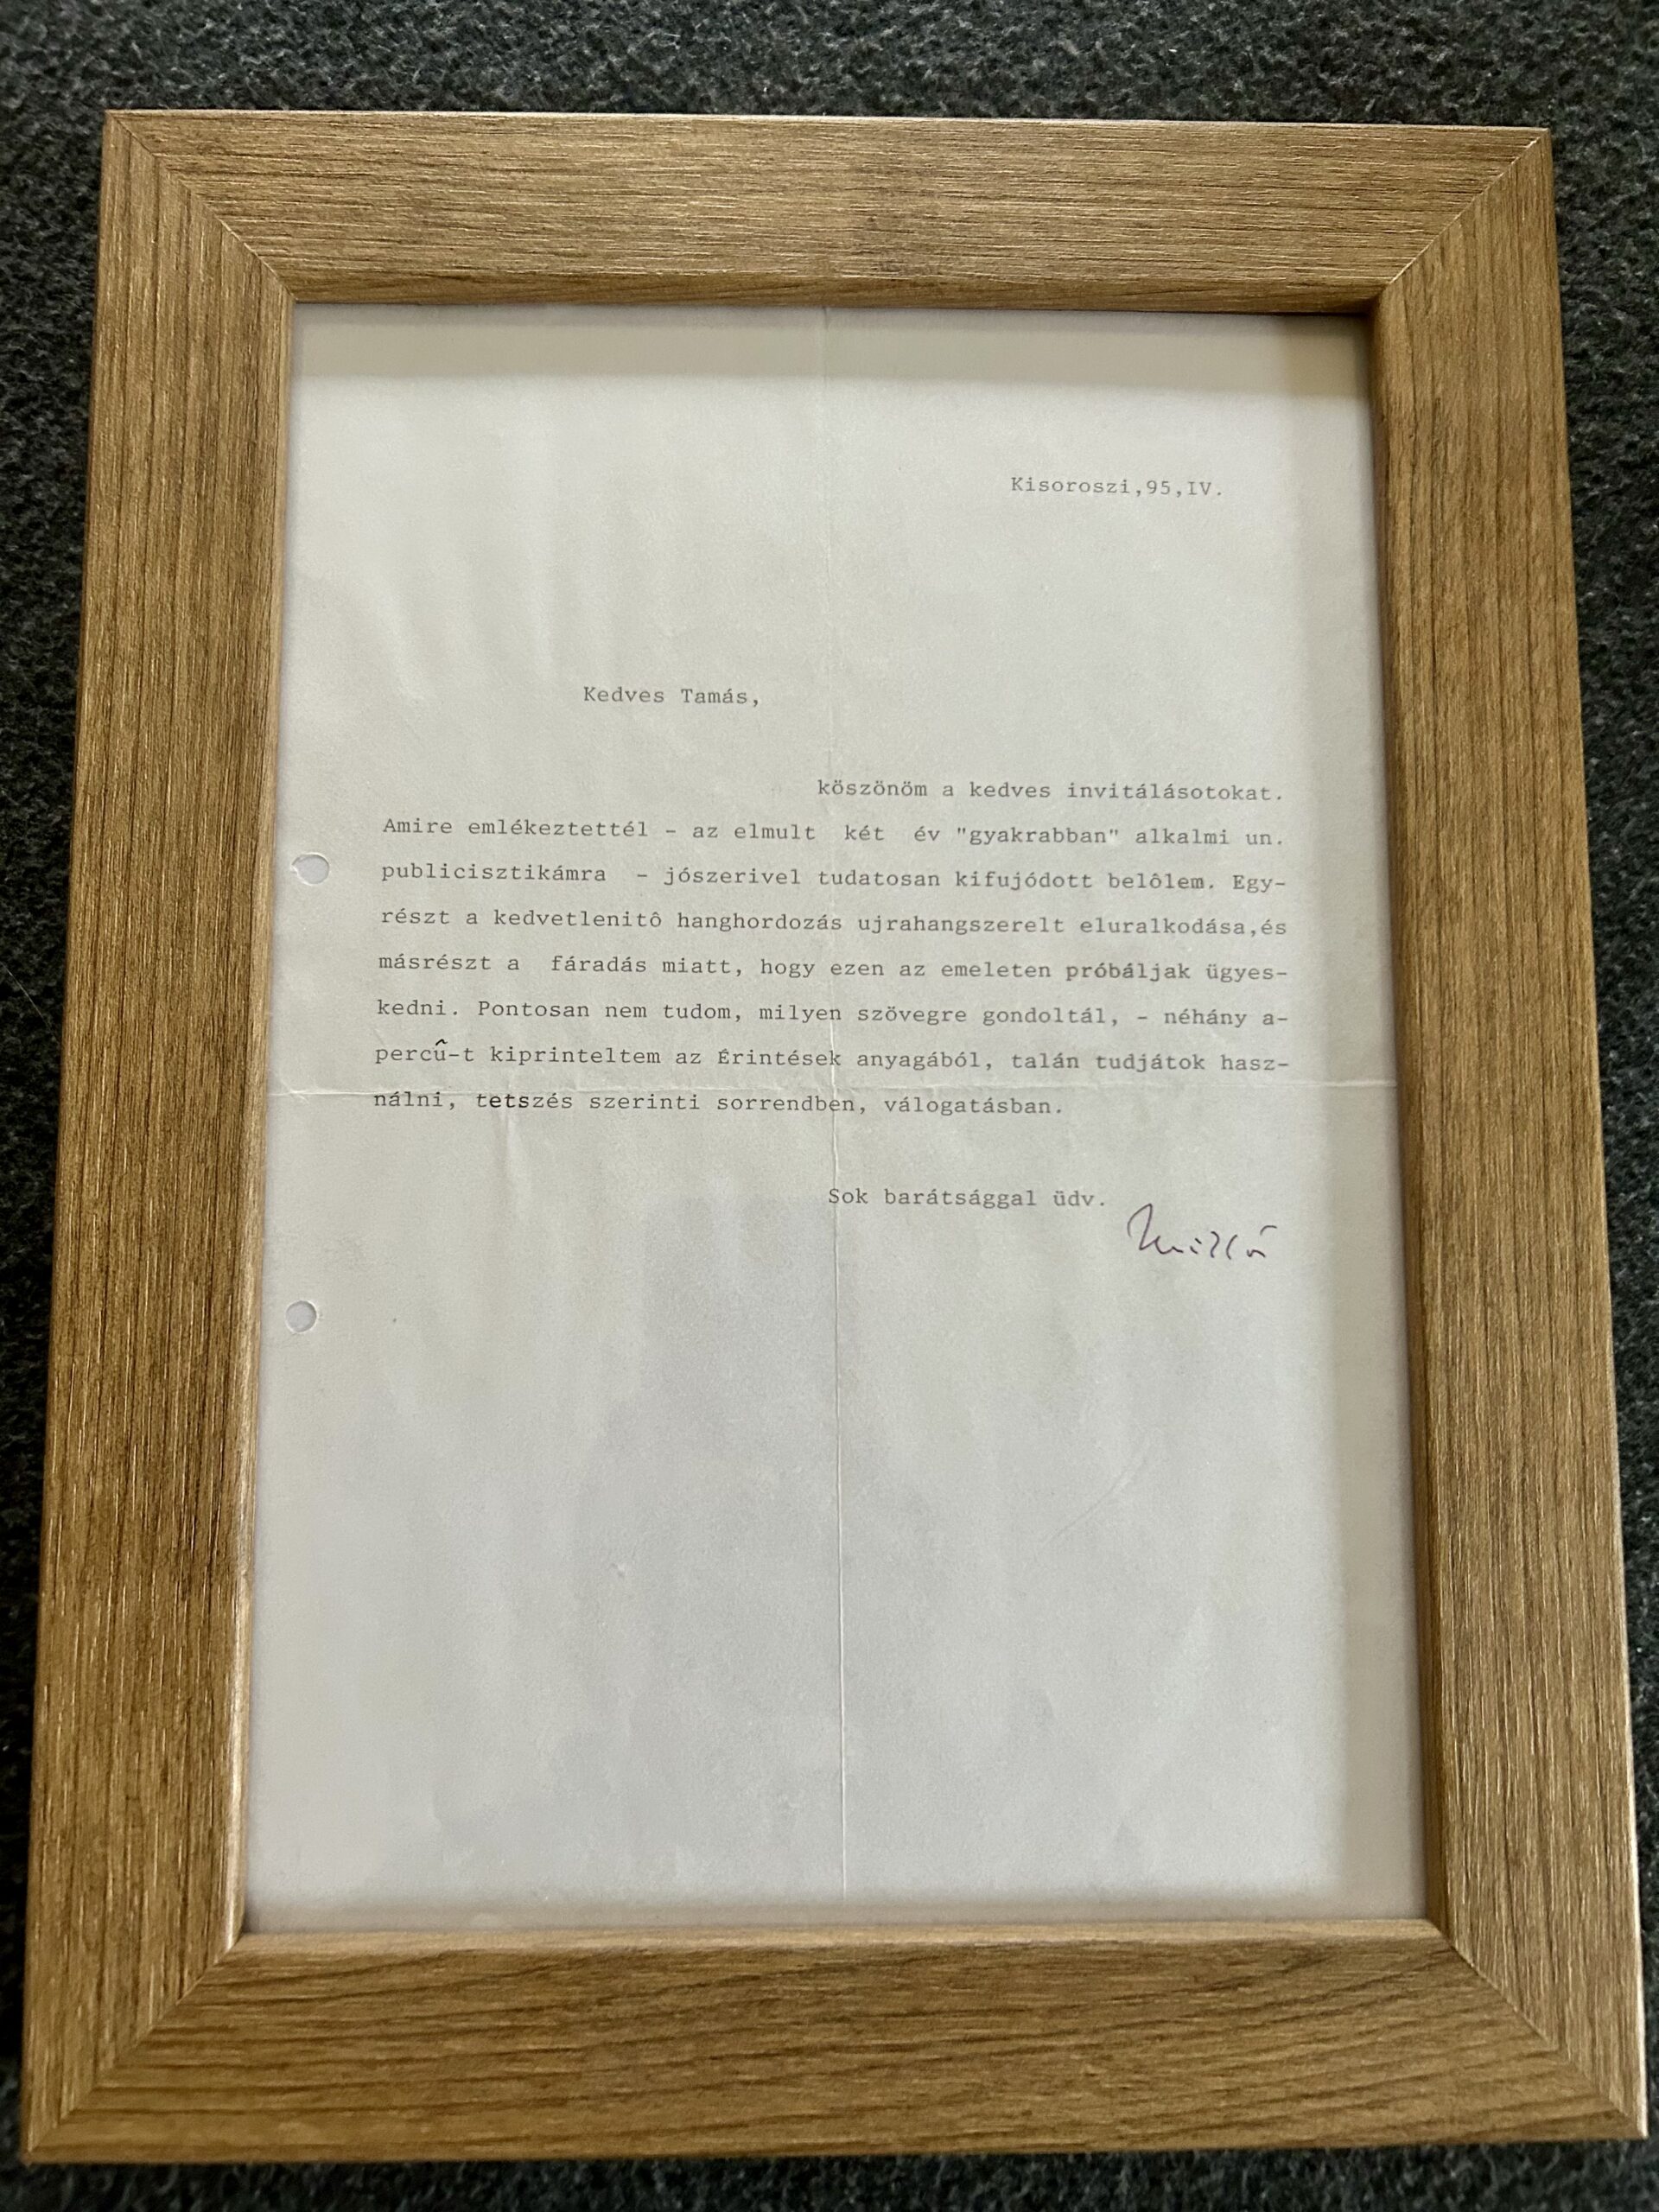 Kisoroszi,95,IV.
Kedves Tamás,
köszönöm a kedves invitálásotokat.
Amire emlékeztettél - az elmult két év "gyakrabban" alkalmi un.
publicisztikámra - jószerivel tudatosan kifujódott belôlem. Egy-
részt a kedvetlenitô hanghordozás ujrahangszerelt eluralkodása,és
másrészt a fáradás miatt, hogy ezen az emeleten próbáljak ügyes-
kedni. Pontosan nem tudom, milyen szövegre gondoltál, - néhány a-
percû-t kiprinteltem az Érintések anyagából, talán tudjátok hasz-
nálni, tetszés szerinti sorrendben, válogatásban.
Sok barátsággal üdv.